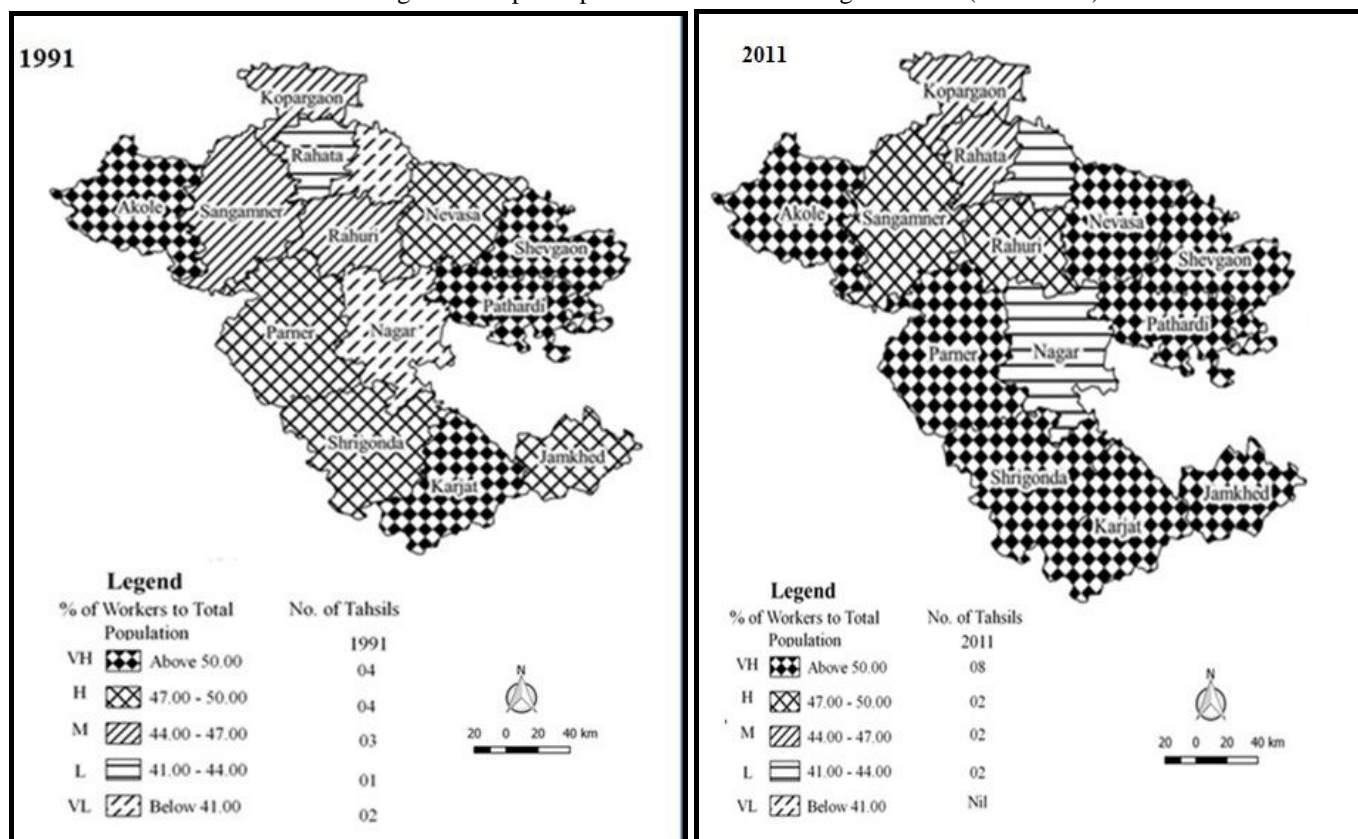 1991
Kopargaon
Rahata
Akole
Sangamner
Nevasa
Rahuri
Shevgaon
Pathardi
Parner
Nagar
Shrigonda
Jamkhed
Karjat
Legend
% of Workers to Total
Population
No. of Tahsils
1991
VH Above 50.00 04
H 47.00 - 50.00 04
M 44.00 - 47.00 03
L 41.00 - 44.00 01
VL Below 41.00 02
N
20 0 20 40 km
2011
Kopargaon
Rahata
Akole
Sangamner
Nevasa
Rahuri
Shevgaon
Pathardi
Parner
Nagar
Shrigonda
Jamkhed
Karjat
Legend
% of Workers to Total
Population
No. of Tahsils
2011
VH Above 50.00 08
H 47.00 - 50.00 02
M 44.00 - 47.00 02
L 41.00 - 44.00 02
VL Below 41.00 Nil
N
20 0 20 40 km